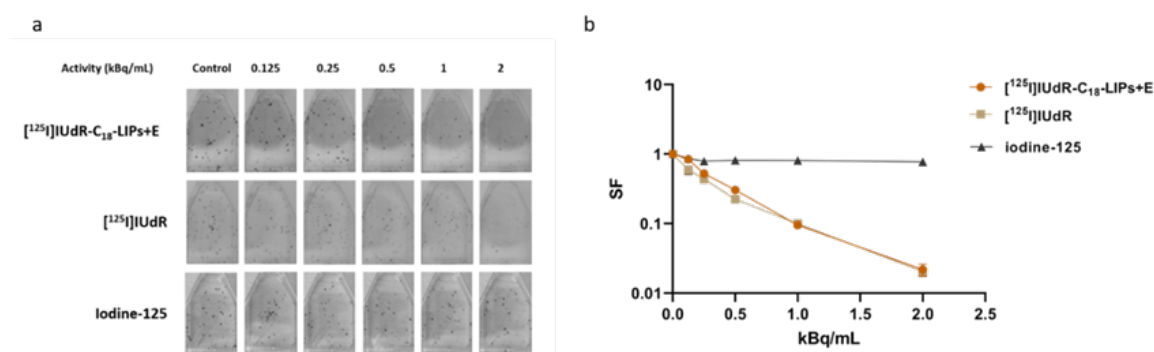 a
Activity (kBq/mL) Control 0.125 0.25 0.5 1 2
[¹²⁵I]IUdR-C₁₈-LIPs+E
[¹²⁵I]IUdR
Iodine-125
b
10
1
0.1
0.01
SF
0.0 0.5 1.0 1.5 2.0 2.5
kBq/mL
[¹²⁵I]IUdR-C₁₈-LIPs+E
[¹²⁵I]IUdR
iodine-125